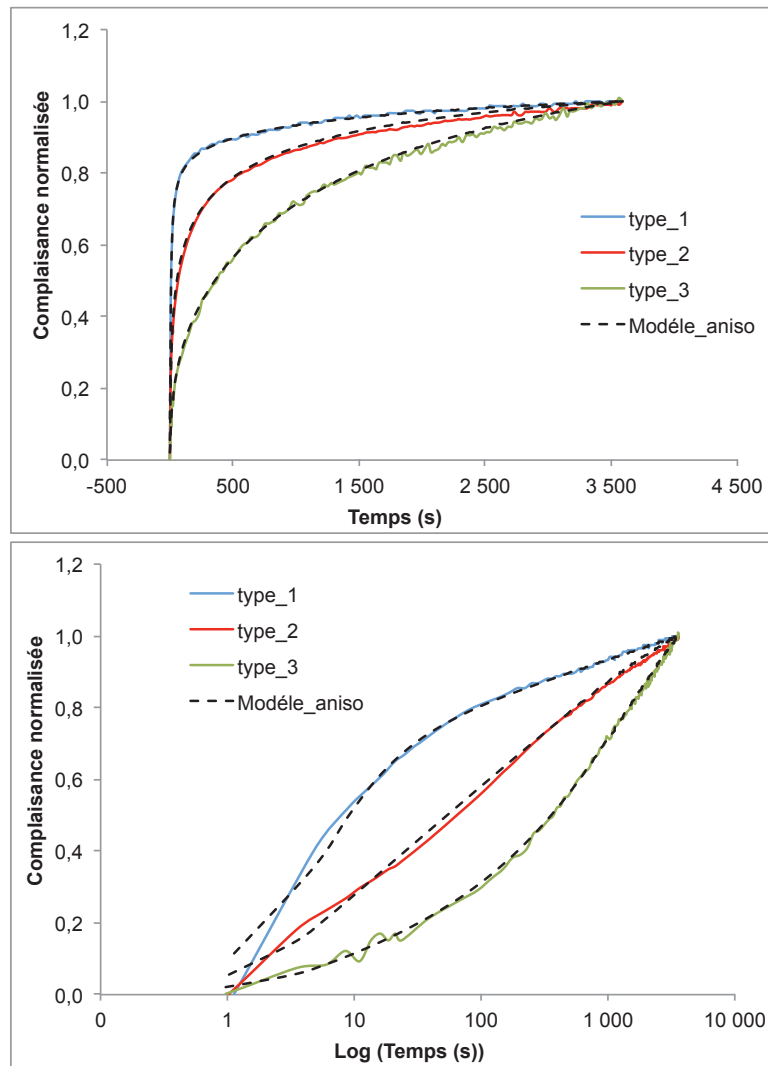 1,2
1,0
0,8
0,6
0,4
0,2
0,0
Complaisance normalisée
type_1
type_2
type_3
Modéle_aniso
-500 500 1 500 2 500 3 500 4 500
Temps (s)
1,2
1,0
0,8
0,6
0,4
0,2
0,0
Complaisance normalisée
type_1
type_2
type_3
Modéle_aniso
0 1 10 100 1 000 10 000
Log (Temps (s))